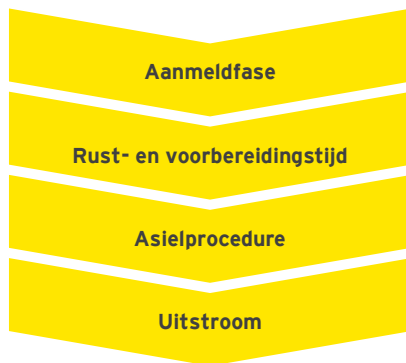 Aanmeldfase
Rust- en voorbereidingstijd
Asielprocedure
Uitstroom